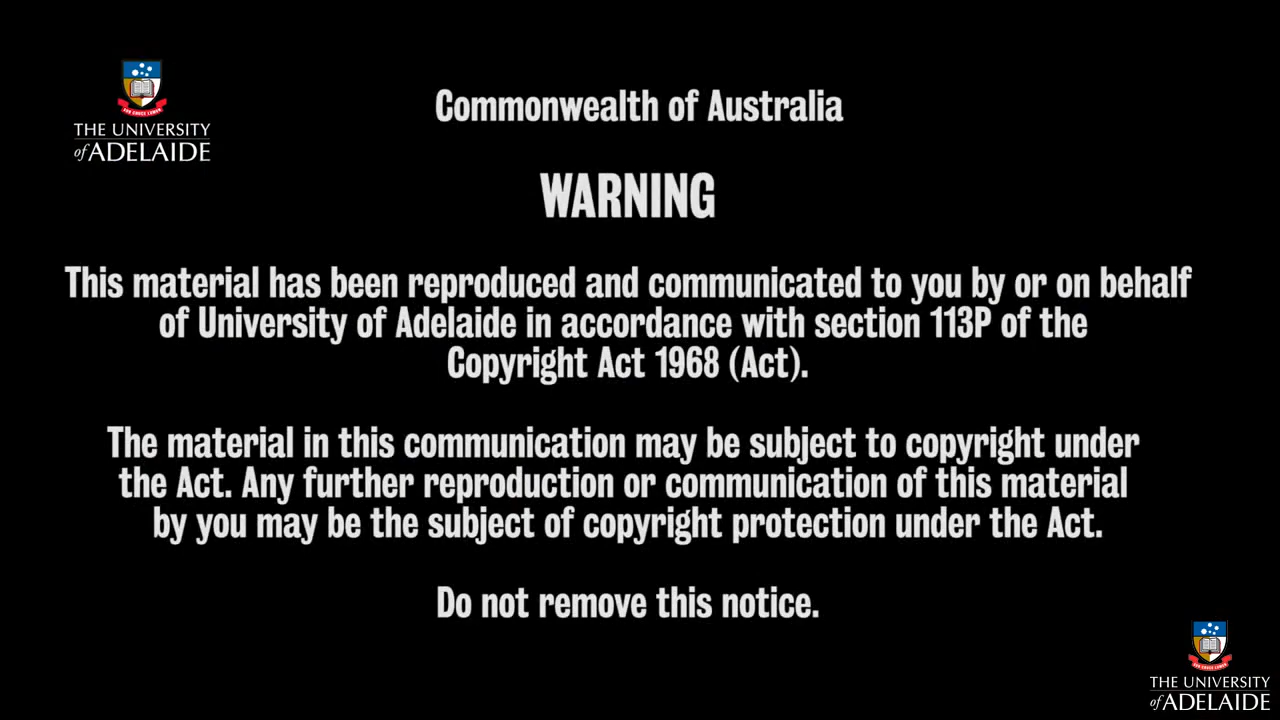 THE UNIVERSITY
of ADELAIDE
Commonwealth of Australia
WARNING
This material has been reproduced and communicated to you by or on behalf
of University of Adelaide in accordance with section 113P of the
Copyright Act 1968 (Act).
The material in this communication may be subject to copyright under
the Act. Any further reproduction or communication of this material
by you may be the subject of copyright protection under the Act.
Do not remove this notice.
THE UNIVERSITY
of ADELAIDE